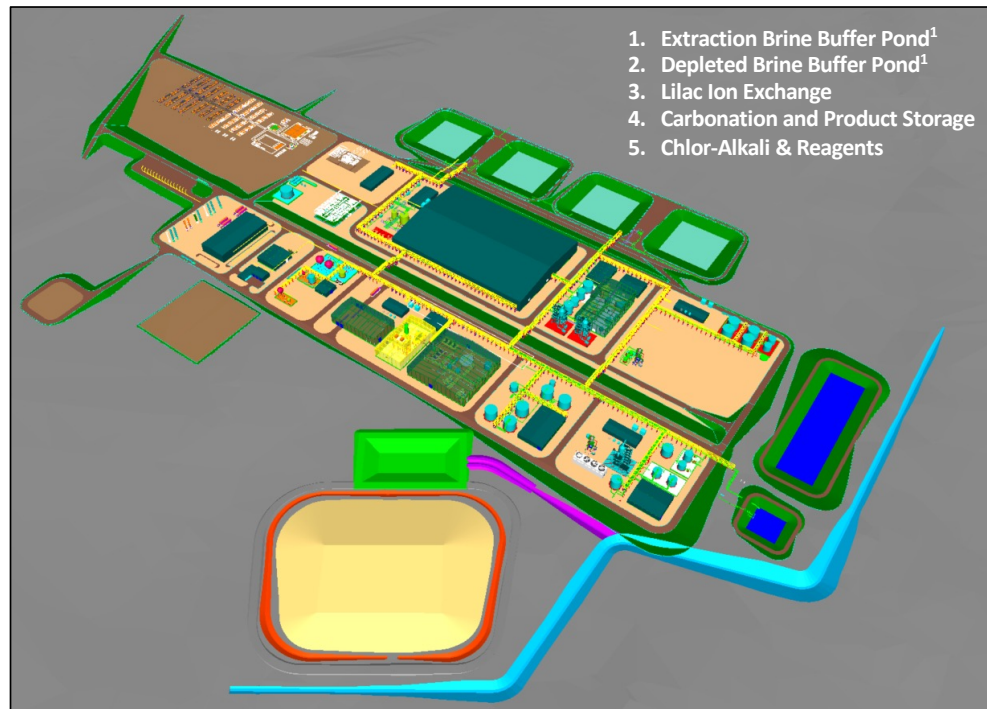 1. Extraction Brine Buffer Pond¹
2. Depleted Brine Buffer Pond¹
3. Lilac Ion Exchange
4. Carbonation and Product Storage
5. Chlor-Alkali & Reagents